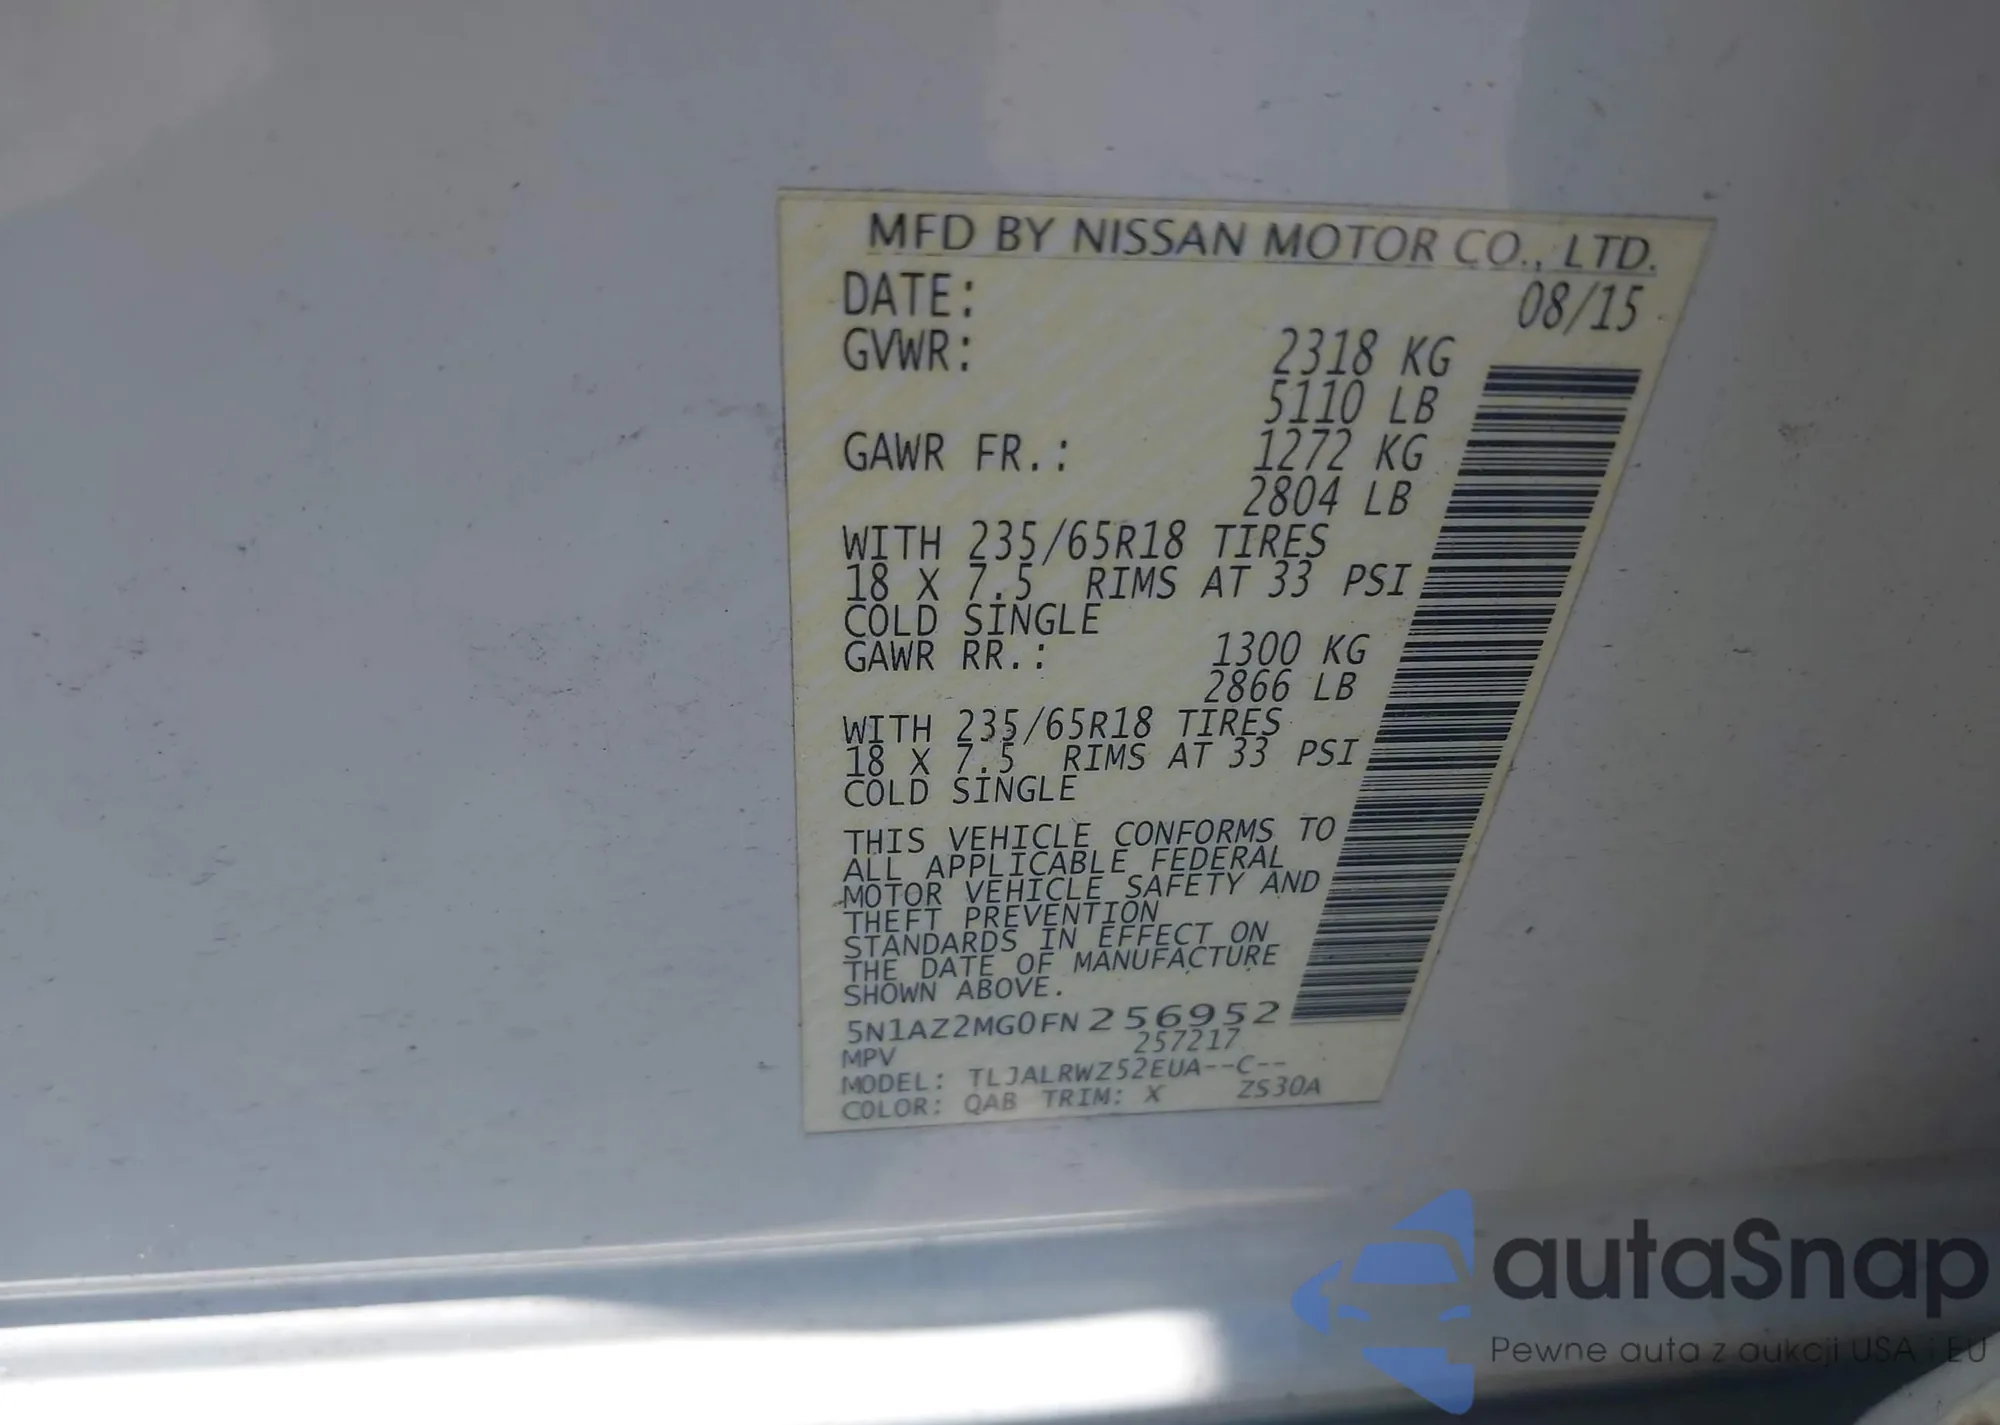 MFD BY NISSAN MOTOR CO., LTD.
DATE: 08/15
GVWR: 2318 KG
5110 LB
GAWR FR.: 1272 KG
2804 LB
WITH 235/65R18 TIRES
18 X 7.5 RIMS AT 33 PSI
COLD SINGLE
GAWR RR.: 1300 KG
2866 LB
WITH 235/65R18 TIRES
18 X 7.5 RIMS AT 33 PSI
COLD SINGLE
THIS VEHICLE CONFORMS TO
ALL APPLICABLE FEDERAL
MOTOR VEHICLE SAFETY AND
THEFT PREVENTION
STANDARDS IN EFFECT ON
THE DATE OF MANUFACTURE
SHOWN ABOVE.
5N1AZ2MG0FN256952
MPV 257217
MODEL: TLJALRWZ52EUA--C--
COLOR: QAB TRIM: X ZS30A
autaSnap
Pewne auta z aukcji USA i EU